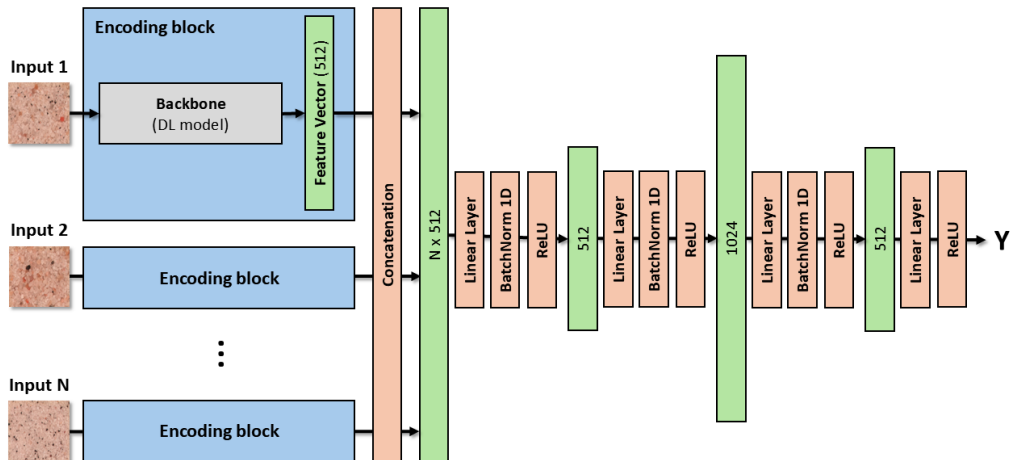 Encoding block
Input 1
Backbone
(DL model)
Feature Vector (512)
Input 2
Encoding block
Input N
Encoding block
Concatenation
N x 512
Linear Layer
BatchNorm 1D
ReLU
512
Linear Layer
BatchNorm 1D
ReLU
1024
Linear Layer
BatchNorm 1D
ReLU
512
Linear Layer
ReLU
Y